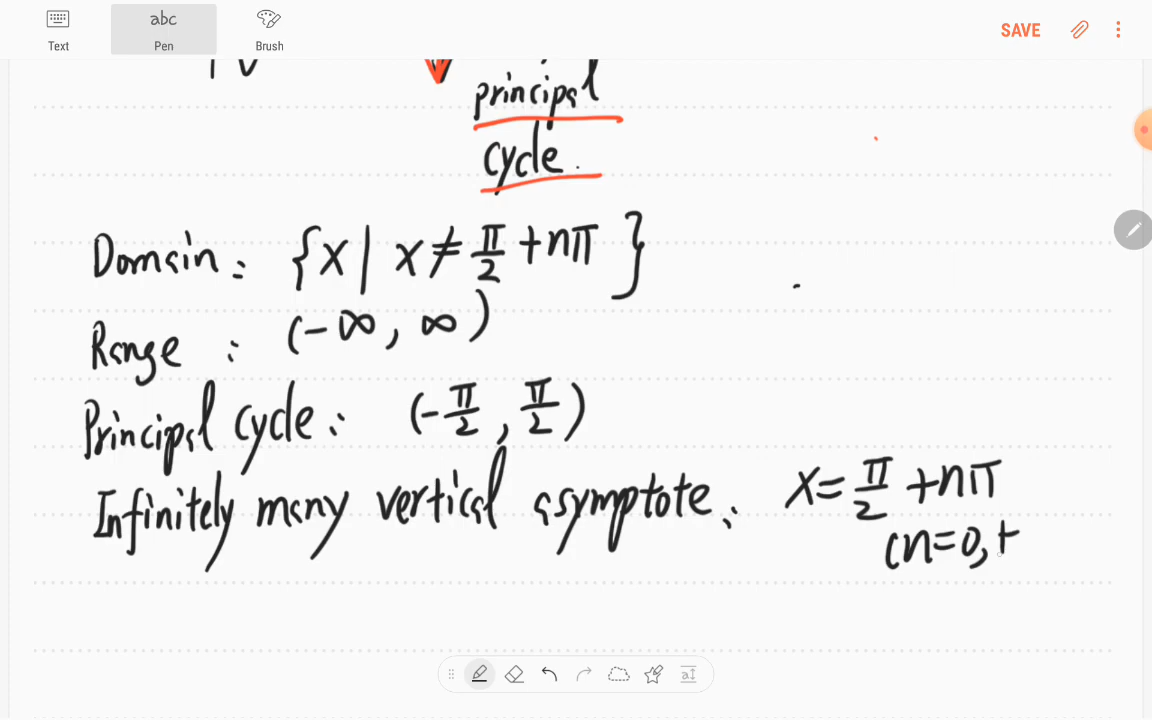 Text
abc
Pen
Brush
SAVE
principal
cycle.
Domain: {x | x ≠ π/2 + nπ}
Range: (-∞, ∞)
Principal cycle: (-π/2, π/2)
Infinitely many vertical asymptote: x = π/2 + nπ
(n=0,+